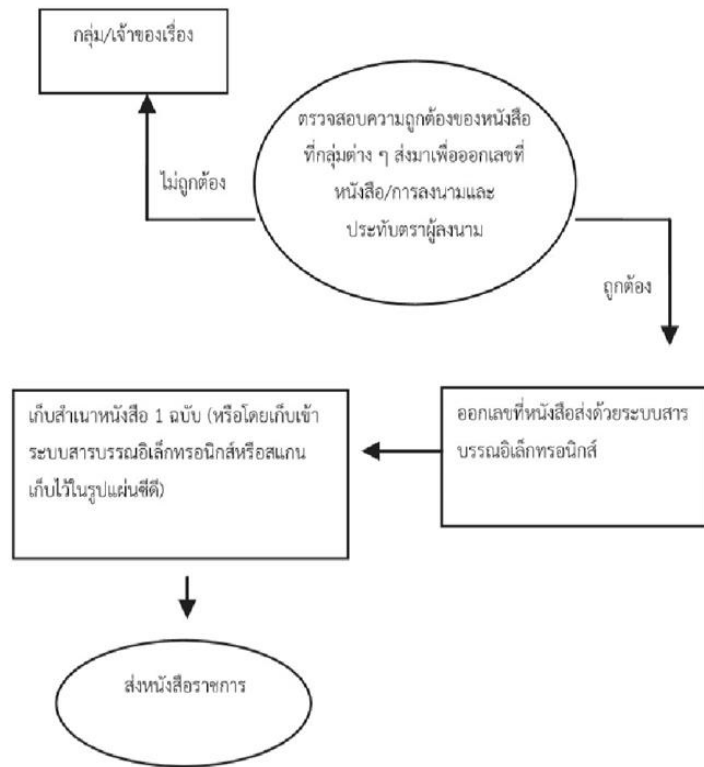 กลุ่ม/เจ้าของเรื่อง
ตรวจสอบความถูกต้องของหนังสือ
ที่กลุ่มต่าง ๆ ส่งมาเพื่อออกเลขที่
หนังสือ/การลงนามและ
ประทับตราผู้ลงนาม
ไม่ถูกต้อง
ถูกต้อง
ออกเลขที่หนังสือส่งด้วยระบบสาร
บรรณอิเล็กทรอนิกส์
เก็บสำเนาหนังสือ 1 ฉบับ (หรือโดยเก็บเข้า
ระบบสารบรรณอิเล็กทรอนิกส์หรือสแกน
เก็บไว้ในรูปแผ่นซีดี)
ส่งหนังสือราชการ